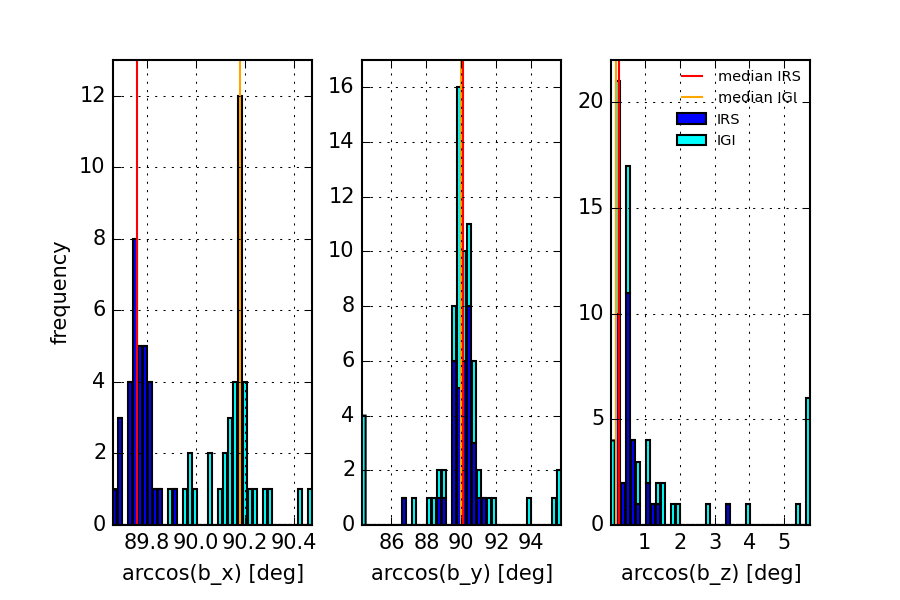 frequency
12
10
8
6
4
2
0
89.8 90.0 90.2 90.4
arccos(b_x) [deg]
16
14
12
10
8
6
4
2
0
86 88 90 92 94
arccos(b_y) [deg]
20
15
10
5
0
1 2 3 4 5
arccos(b_z) [deg]
median IRS
median IGI
IRS
IGI